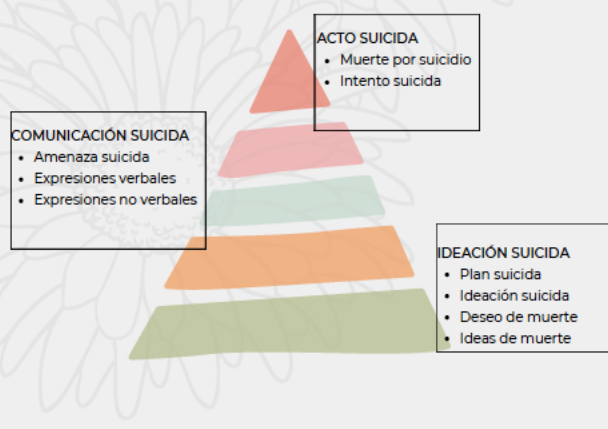 ACTO SUICIDA
• Muerte por suicidio
• Intento suicida
COMUNICACIÓN SUICIDA
• Amenaza suicida
• Expresiones verbales
• Expresiones no verbales
IDEACIÓN SUICIDA
• Plan suicida
• Ideación suicida
• Deseo de muerte
• Ideas de muerte